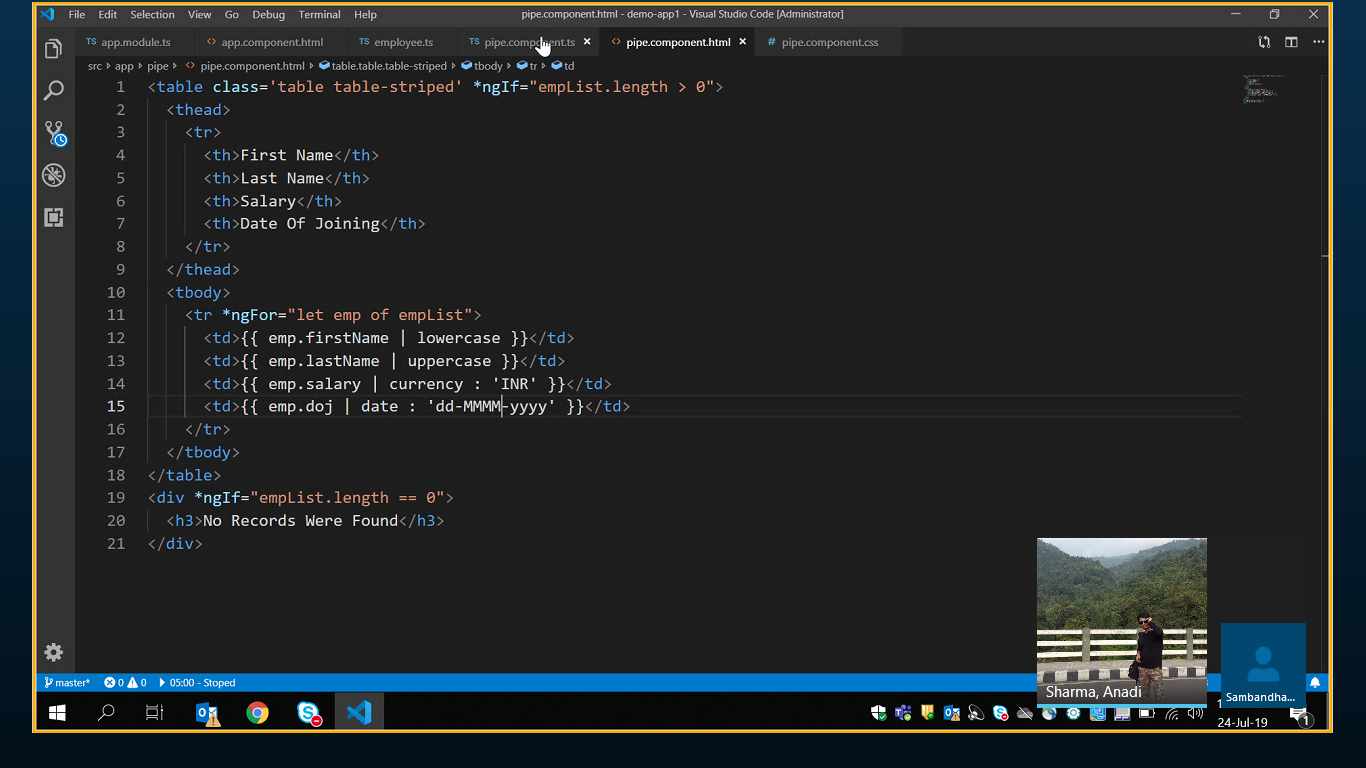 File Edit Selection View Go Debug Terminal Help pipe.component.html - demo-app1 - Visual Studio Code [Administrator]
TS app.module.ts <> app.component.html TS employee.ts TS pipe.component.ts × <> pipe.component.html × # pipe.component.css
src › app › pipe › <> pipe.component.html › table.table.table-striped › tbody › tr › td
1 <table class='table table-striped' *ngIf="empList.length > 0">
2 <thead>
3 <tr>
4 <th>First Name</th>
5 <th>Last Name</th>
6 <th>Salary</th>
7 <th>Date Of Joining</th>
8 </tr>
9 </thead>
10 <tbody>
11 <tr *ngFor="let emp of empList">
12 <td>{{ emp.firstName | lowercase }}</td>
13 <td>{{ emp.lastName | uppercase }}</td>
14 <td>{{ emp.salary | currency : 'INR' }}</td>
15 <td>{{ emp.doj | date : 'dd-MMMM-yyyy' }}</td>
16 </tr>
17 </tbody>
18 </table>
19 <div *ngIf="empList.length == 0">
20 <h3>No Records Were Found</h3>
21 </div>
Sharma, Anadi
Sambandha...
master* 0 0 05:00 - Stoped
24-Jul-19 1